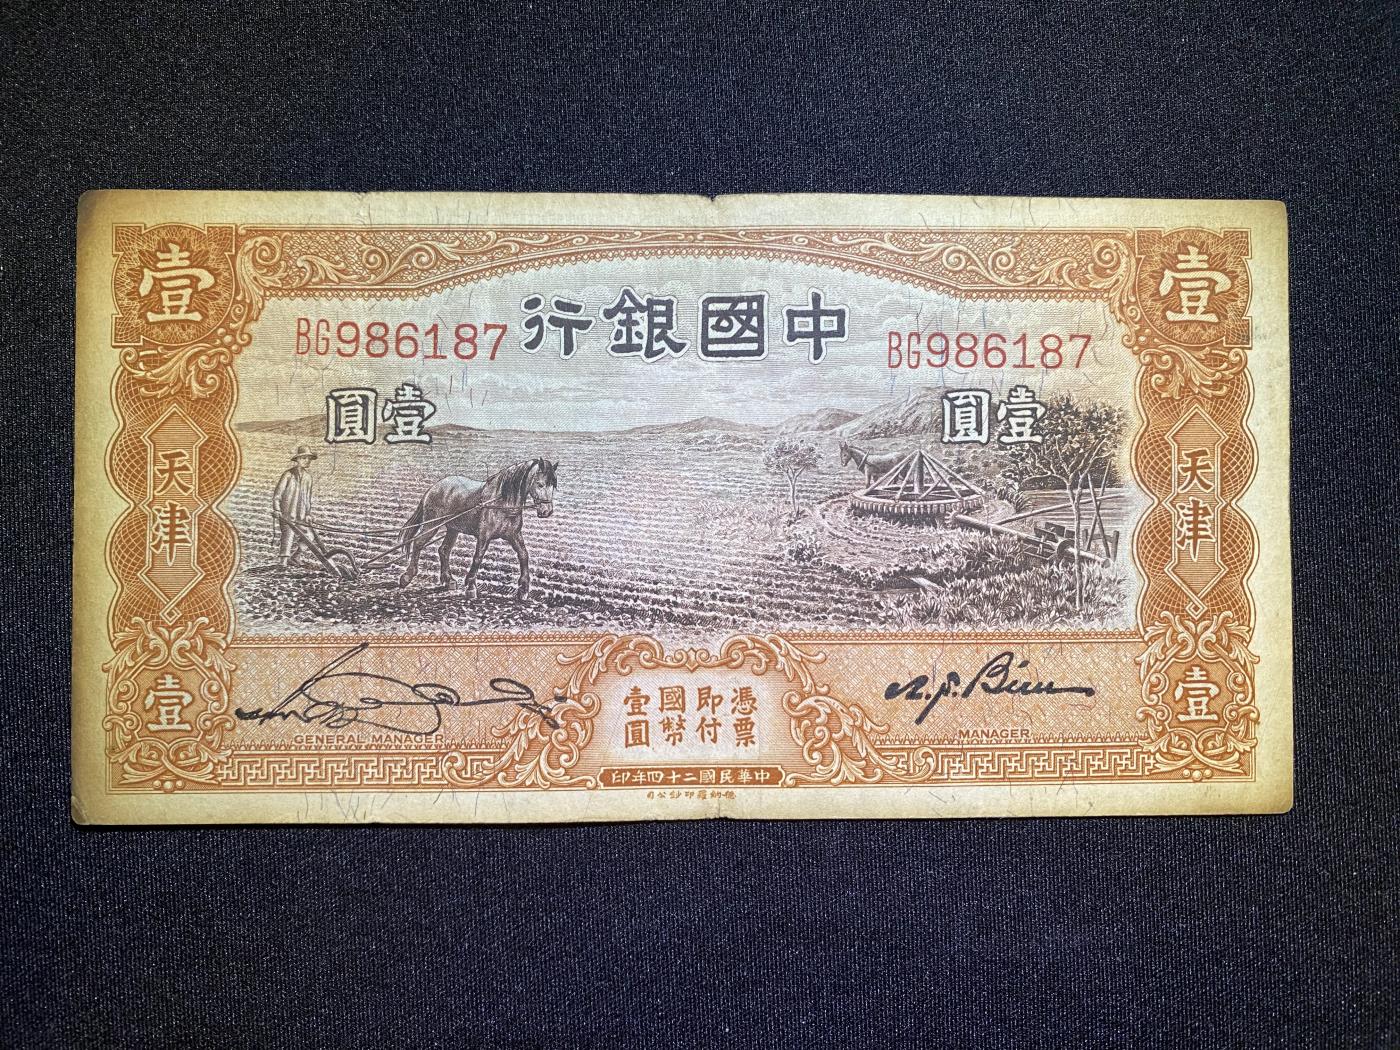 壹
壹
中國銀行
BG986187
BG986187
壹圓
壹圓
天津
天津
憑票
即付
國幣
壹圓
壹
壹
GENERAL MANAGER
MANAGER
中華民國二十四年印
德納羅印鈔公司